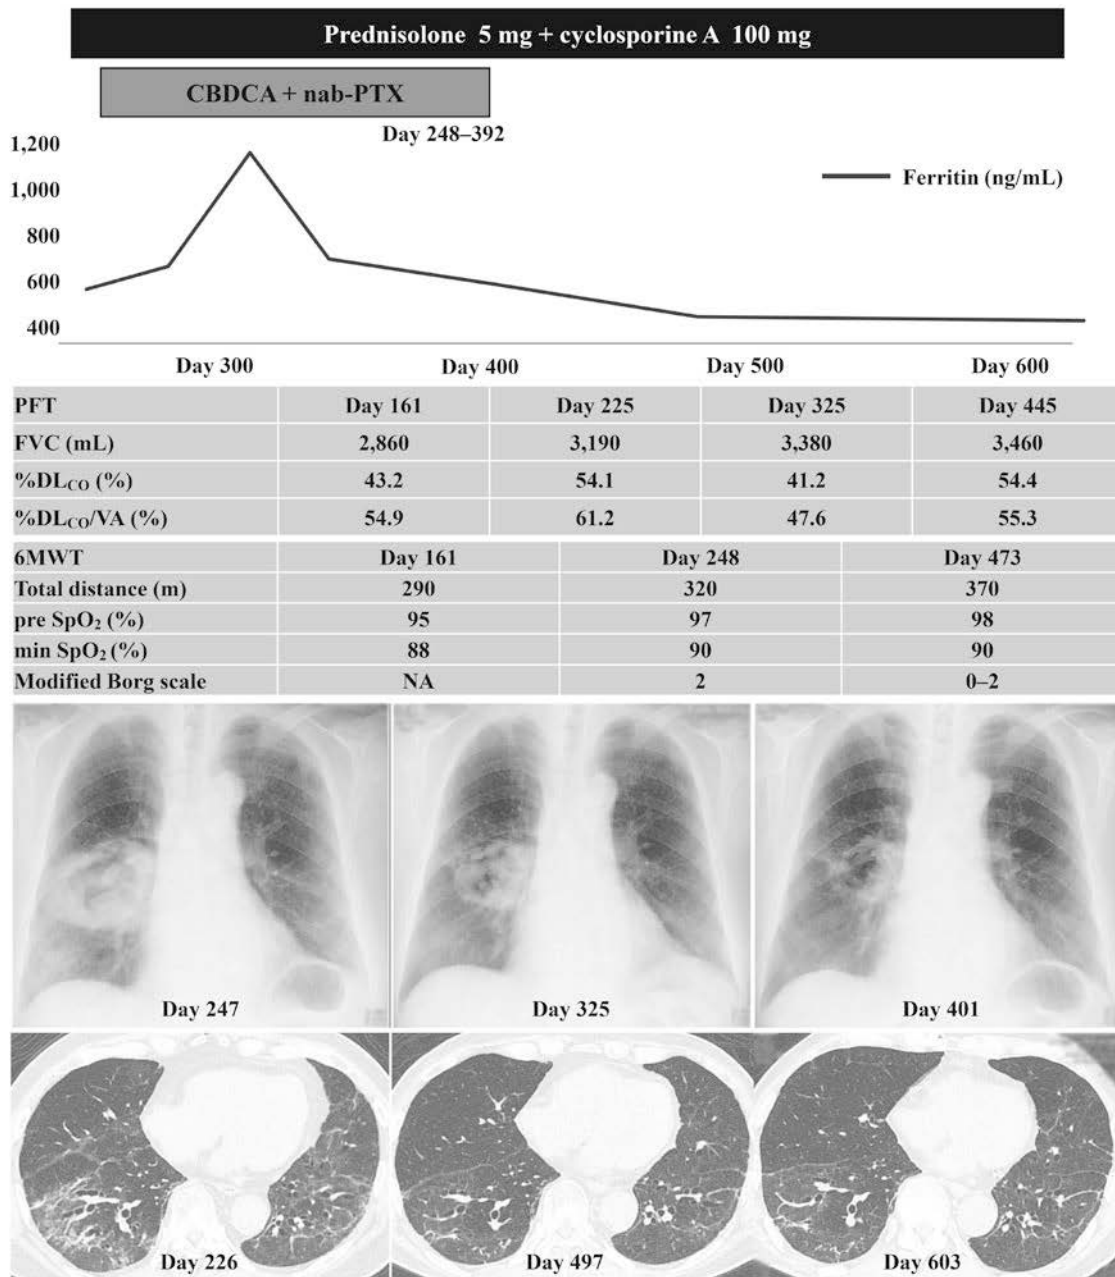 Prednisolone 5 mg + cyclosporine A 100 mg
CBDCA + nab-PTX
Day 248–392
1,200
1,000
800
600
400
Ferritin (ng/mL)
Day 300 Day 400 Day 500 Day 600
PFT Day 161 Day 225 Day 325 Day 445
FVC (mL) 2,860 3,190 3,380 3,460
%DLCO (%) 43.2 54.1 41.2 54.4
%DLCO/VA (%) 54.9 61.2 47.6 55.3
6MWT Day 161 Day 248 Day 473
Total distance (m) 290 320 370
pre SpO2 (%) 95 97 98
min SpO2 (%) 88 90 90
Modified Borg scale NA 2 0–2
Day 247 Day 325 Day 401
Day 226 Day 497 Day 603